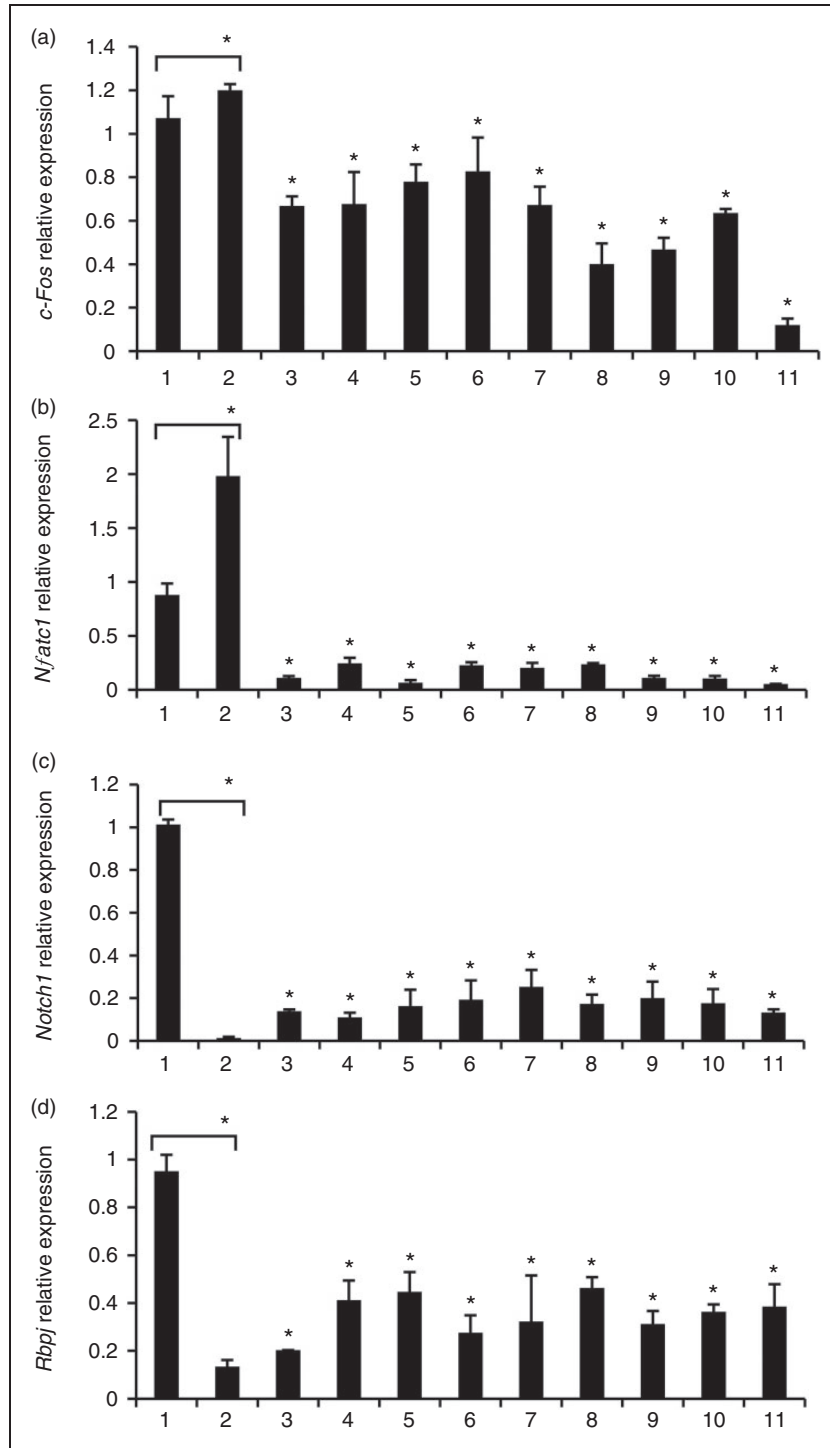 (a)
c-Fos relative expression
1.4
1.2
1
0.8
0.6
0.4
0.2
0
*
* * * * * * * * *
1 2 3 4 5 6 7 8 9 10 11
(b)
Nfatc1 relative expression
2.5
2
1.5
1
0.5
0
*
* * * * * * * * *
1 2 3 4 5 6 7 8 9 10 11
(c)
Notch1 relative expression
1.2
1
0.8
0.6
0.4
0.2
0
*
* * * * * * * * *
1 2 3 4 5 6 7 8 9 10 11
(d)
Rbpj relative expression
1.2
1
0.8
0.6
0.4
0.2
0
*
* * * * * * * * *
1 2 3 4 5 6 7 8 9 10 11